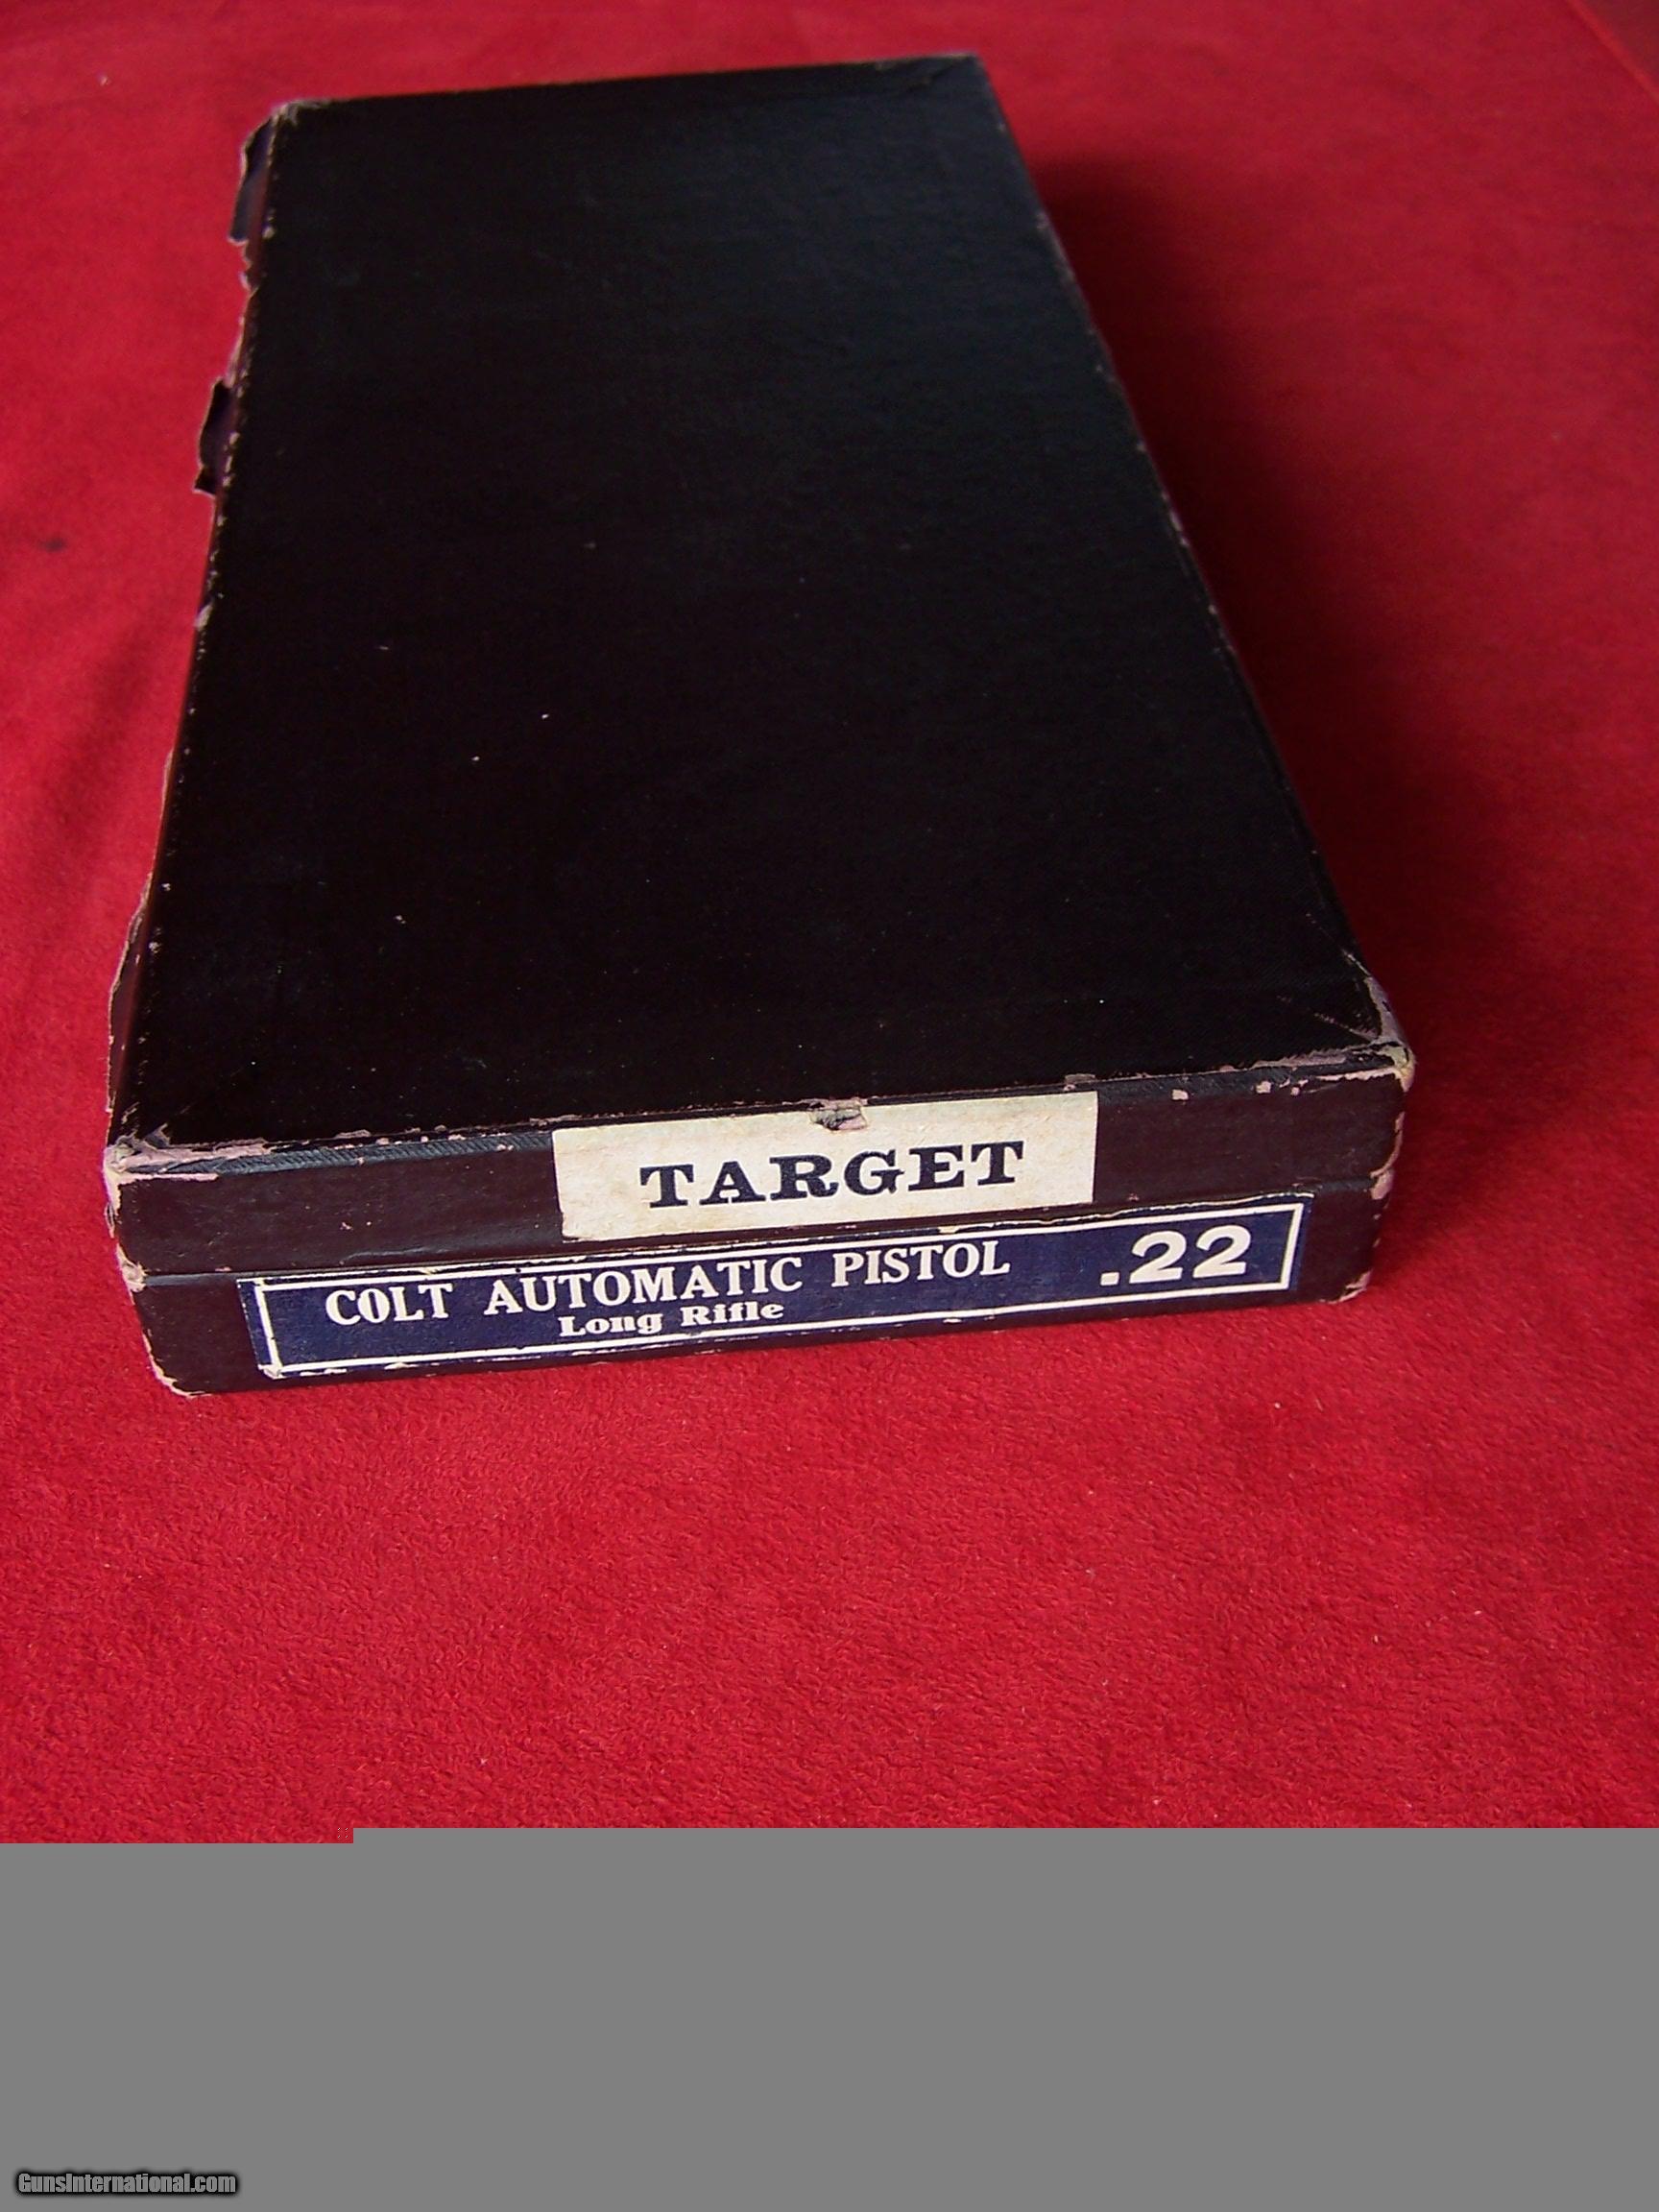 TARGET
COLT AUTOMATIC PISTOL .22
Long Rifle
GunsInternational.com